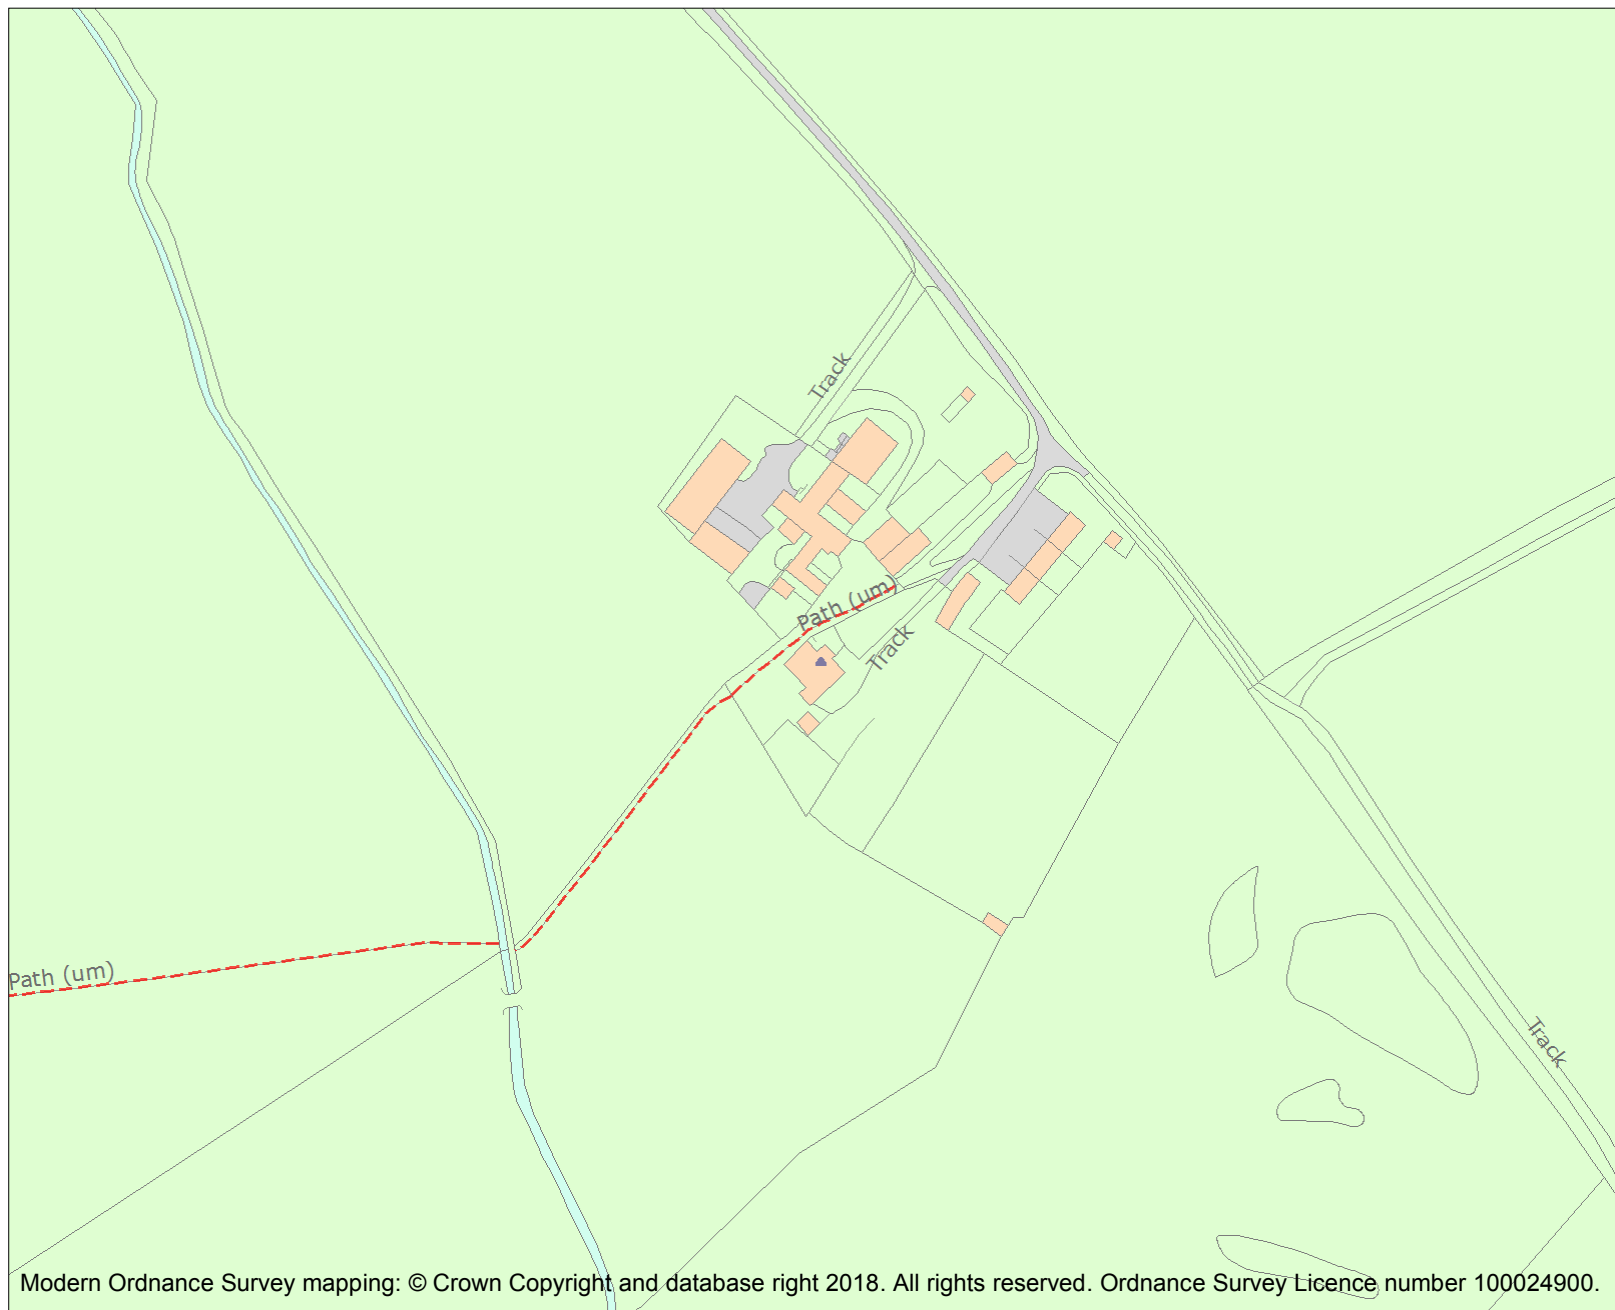 Track
Path (um)
Track
Path (um)
Track
Modern Ordnance Survey mapping: © Crown Copyright and database right 2018. All rights reserved. Ordnance Survey Licence number 100024900.